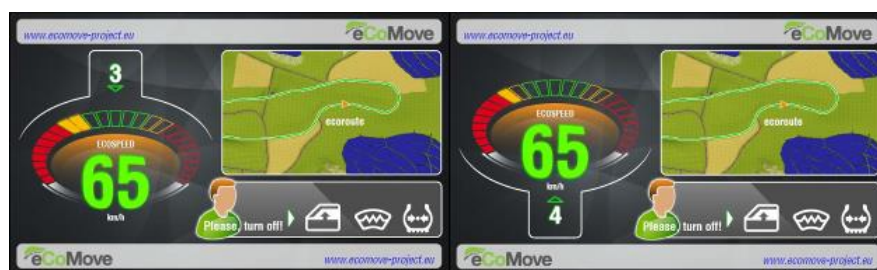 www.ecomove-project.eu
eCoMove
3
ECOSPEED
65
km/h
ecoroute
Please, turn off!
eCoMove
www.ecomove-project.eu
www.ecomove-project.eu
eCoMove
ECOSPEED
65
km/h
4
ecoroute
Please, turn off!
eCoMove
www.ecomove-project.eu